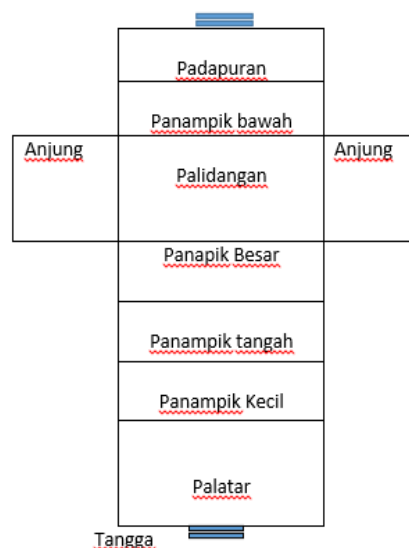 Padapuran
Panampik bawah
Anjung
Anjung
Palidangan
Panapik Besar
Panampik tangah
Panampik Kecil
Palatar
Tangga